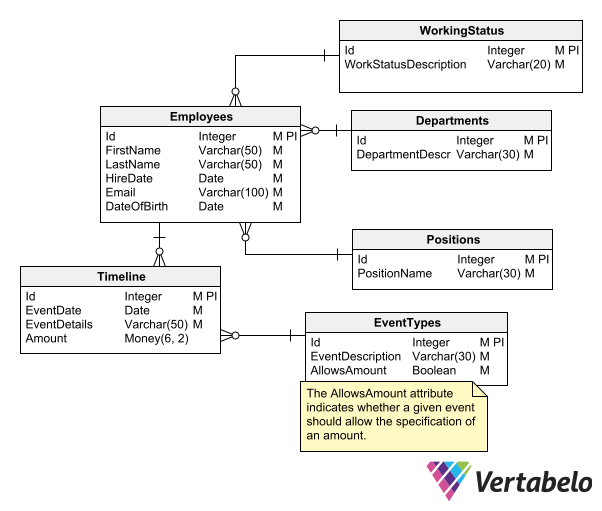 WorkingStatus
Id Integer M PI
WorkStatusDescription Varchar(20) M
Employees
Id Integer M PI
FirstName Varchar(50) M
LastName Varchar(50) M
HireDate Date M
Email Varchar(100) M
DateOfBirth Date M
Departments
Id Integer M PI
DepartmentDescr Varchar(30) M
Positions
Id Integer M PI
PositionName Varchar(30) M
Timeline
Id Integer M PI
EventDate Date M
EventDetails Varchar(50) M
Amount Money(6, 2)
EventTypes
Id Integer M PI
EventDescription Varchar(30) M
AllowsAmount Boolean M
The AllowsAmount attribute
indicates whether a given event
should allow the specification of
an amount.
Vertabelo